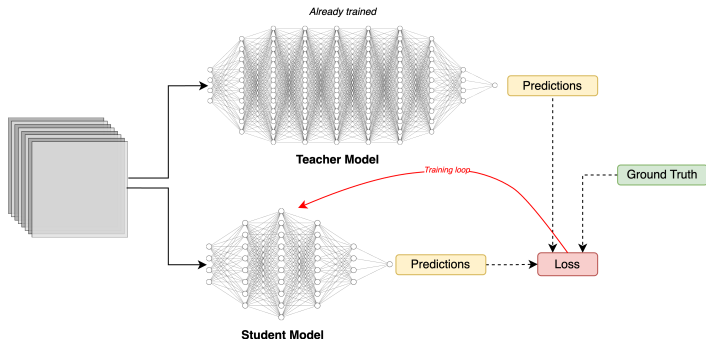 Already trained
Predictions
Teacher Model
Training loop
Ground Truth
Predictions
Loss
Student Model